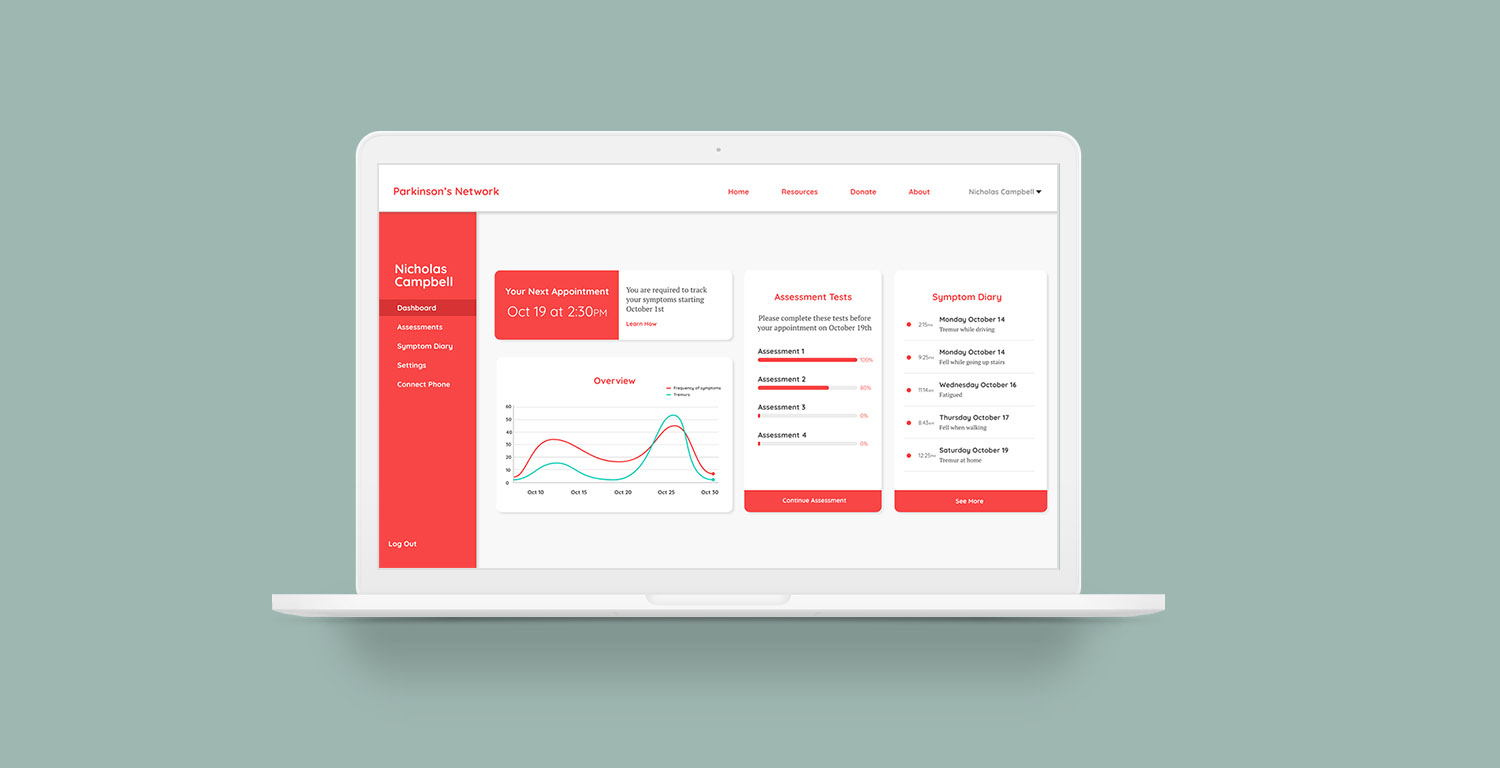 Parkinson's Network
Home
Resources
Donate
About
Nicholas Campbell
Nicholas
Campbell
Dashboard
Assessments
Symptom Diary
Settings
Connect Phone
Log Out
Your Next Appointment
Oct 19 at 2:30PM
You are required to track
your symptoms starting
October 1st
Learn How
Overview
Frequency of symptoms
Tremurs
60
50
40
30
20
10
0
Oct 10
Oct 15
Oct 20
Oct 25
Oct 30
Assessment Tests
Please complete these tests before
your appointment on October 19th
Assessment 1
100%
Assessment 2
80%
Assessment 3
0%
Assessment 4
0%
Continue Assessment
Symptom Diary
Monday October 14
2:15PM
Tremur while driving
Monday October 14
9:25PM
Fell while going up stairs
Wednesday October 16
11:14AM
Fatigued
Thursday October 17
8:43AM
Fell when walking
Saturday October 19
12:25PM
Tremur at home
See More